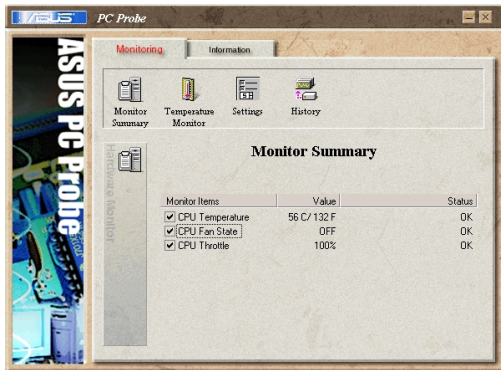 ASUS PC Probe
Monitoring Information
Monitor Summary
Temperature Monitor
Settings
History
ASUS PC Probe
Hardware Monitor
Monitor Summary
Monitor Items Value Status
CPU Temperature 56 C/ 132 F OK
CPU Fan State OFF OK
CPU Throttle 100% OK